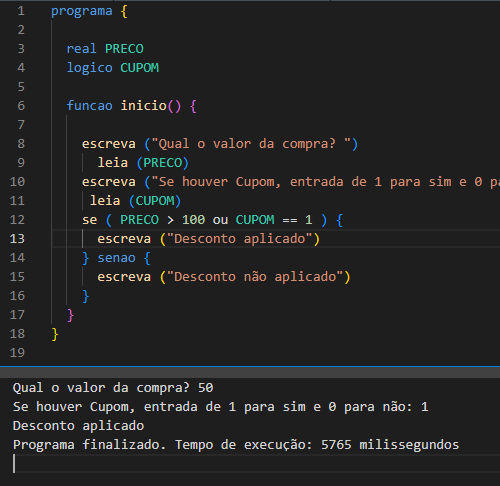 1 programa {
2
3 real PRECO
4 logico CUPOM
5
6 funcao inicio() {
7
8 escreva ("Qual o valor da compra? ")
9 leia (PRECO)
10 escreva ("Se houver Cupom, entrada de 1 para sim e 0 pa
11 leia (CUPOM)
12 se ( PRECO > 100 ou CUPOM == 1 ) {
13 escreva ("Desconto aplicado")
14 } senao {
15 escreva ("Desconto não aplicado")
16 }
17 }
18 }
19
Qual o valor da compra? 50
Se houver Cupom, entrada de 1 para sim e 0 para não: 1
Desconto aplicado
Programa finalizado. Tempo de execução: 5765 milissegundos